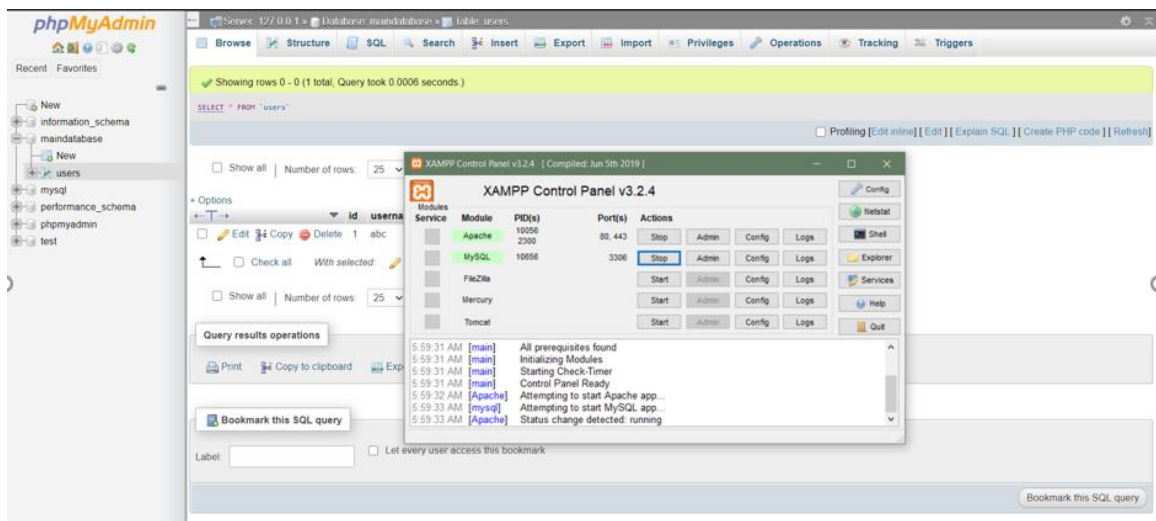 phpMyAdmin
Recent Favorites
New
information_schema
maindatabase
New
users
mysql
performance_schema
phpmyadmin
test
Server: 127.0.0.1 » Database: maindatabase » Table: users
Browse Structure SQL Search Insert Export Import Privileges Operations Tracking Triggers
Showing rows 0 - 0 (1 total, Query took 0.0006 seconds.)
SELECT * FROM `users`
Profiling [Edit inline] [ Edit ] [ Explain SQL ] [ Create PHP code ] [ Refresh]
Show all | Number of rows: 25
+ Options
id userna
Edit Copy Delete 1 abc
Check all With selected:
Show all | Number of rows: 25
Query results operations
Print Copy to clipboard Exp
Bookmark this SQL query
Label: Let every user access this bookmark
Bookmark this SQL query
XAMPP Control Panel v3.2.4 [ Compiled: Jun 5th 2019 ]
XAMPP Control Panel v3.2.4
Modules
Service Module PID(s) Port(s) Actions
Apache 10056 2300 80, 443 Stop Admin Config Logs
MySQL 10656 3306 Stop Admin Config Logs
FileZilla Start Admin Config Logs
Mercury Start Admin Config Logs
Tomcat Start Admin Config Logs
Config
Netstat
Shell
Explorer
Services
Help
Quit
5:59:31 AM [main] All prerequisites found
5:59:31 AM [main] Initializing Modules
5:59:31 AM [main] Starting Check-Timer
5:59:31 AM [main] Control Panel Ready
5:59:32 AM [Apache] Attempting to start Apache app...
5:59:33 AM [mysql] Attempting to start MySQL app...
5:59:33 AM [Apache] Status change detected: running